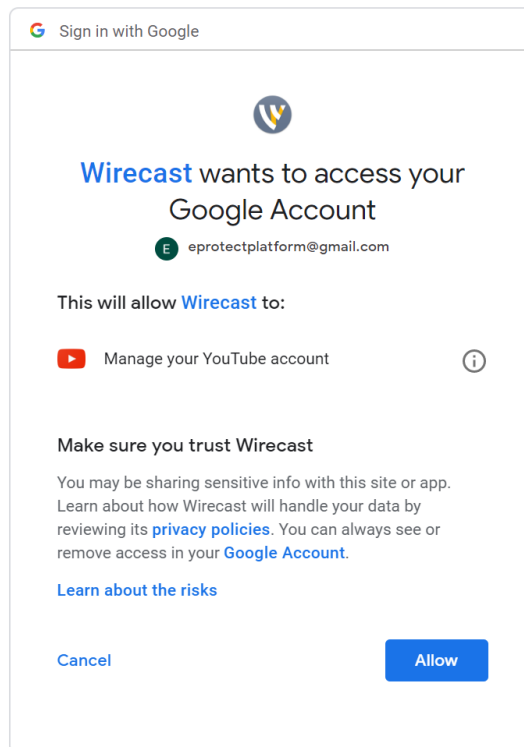 Sign in with Google
Wirecast wants to access your
Google Account
E eprotectplatform@gmail.com
This will allow Wirecast to:
Manage your YouTube account
Make sure you trust Wirecast
You may be sharing sensitive info with this site or app.
Learn about how Wirecast will handle your data by
reviewing its privacy policies. You can always see or
remove access in your Google Account.
Learn about the risks
Cancel Allow